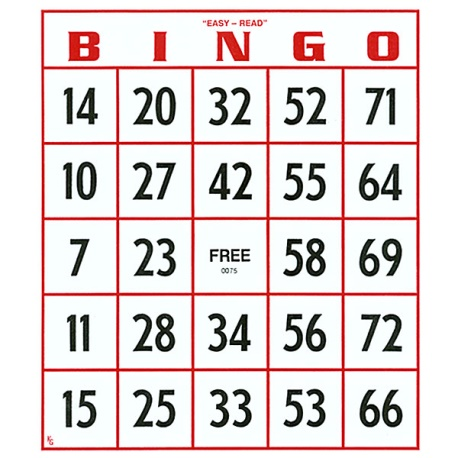 "EASY – READ"
B I N G O
14 20 32 52 71
10 27 42 55 64
7 23 FREE 58 69
0075
11 28 34 56 72
15 25 33 53 66
KG